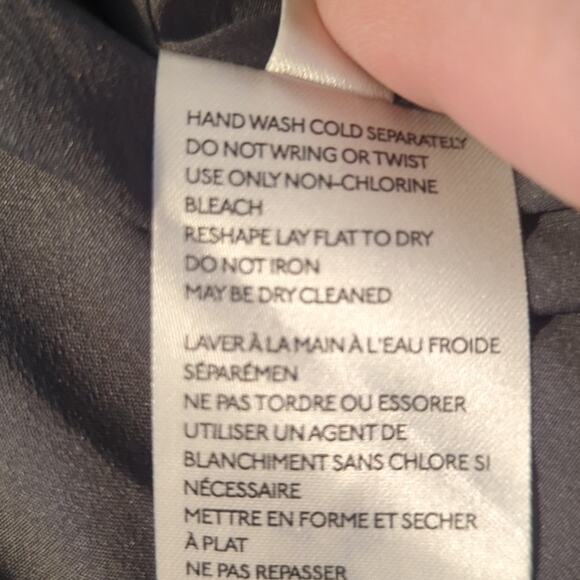 HAND WASH COLD SEPARATELY
DO NOT WRING OR TWIST
USE ONLY NON-CHLORINE
BLEACH
RESHAPE LAY FLAT TO DRY
DO NOT IRON
MAY BE DRY CLEANED
LAVER À LA MAIN À L'EAU FROIDE
SÉPARÉMEN
NE PAS TORDRE OU ESSORER
UTILISER UN AGENT DE
BLANCHIMENT SANS CHLORE SI
NÉCESSAIRE
METTRE EN FORME ET SECHER
À PLAT
NE PAS REPASSER